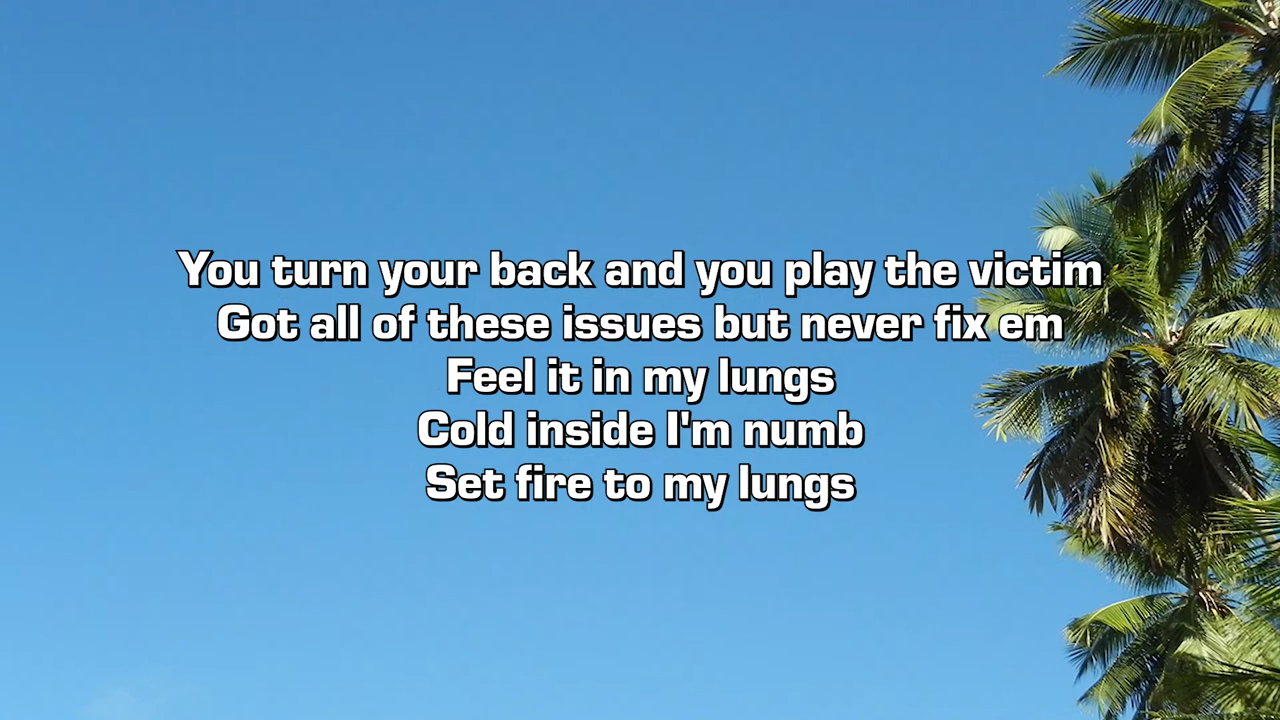 You turn your back and you play the victim
Got all of these issues but never fix em
Feel it in my lungs
Cold inside I'm numb
Set fire to my lungs